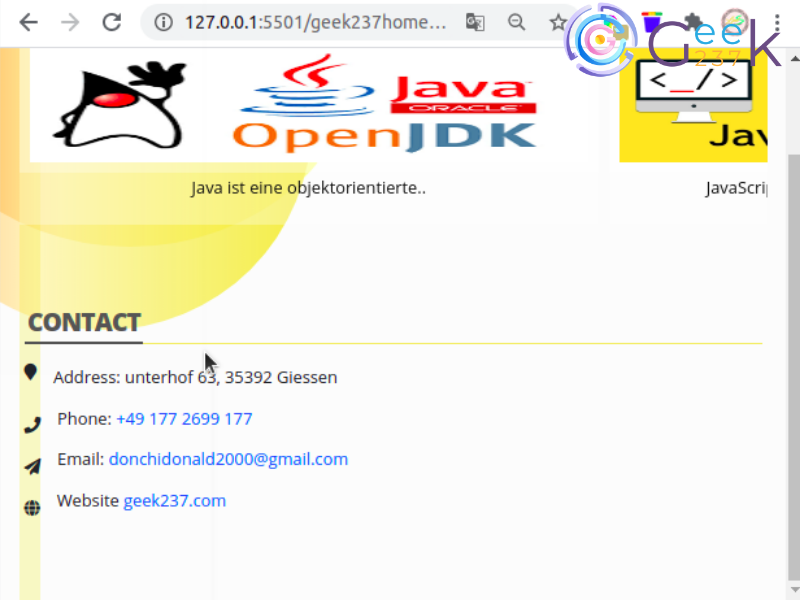 127.0.0.1:5501/geek237home...
Geek
237
Java
ORACLE
OpenJDK
<_/>
Jav
Java ist eine objektorientierte..
JavaScrip
CONTACT
Address: unterhof 63, 35392 Giessen
Phone: +49 177 2699 177
Email: donchidonald2000@gmail.com
Website geek237.com